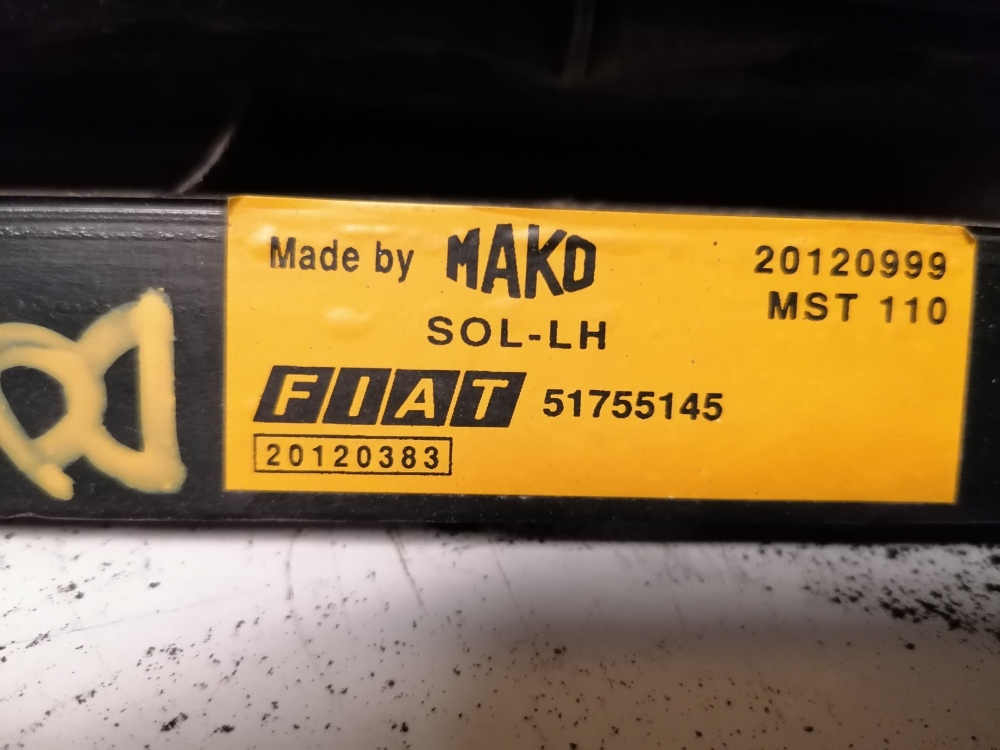 Made by MAKO 20120999
MST 110
SOL-LH
FIAT 51755145
20120383